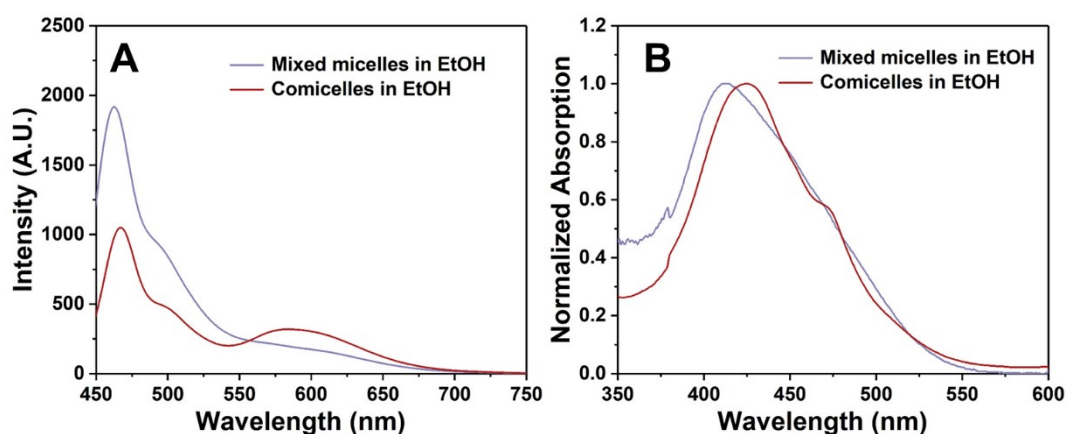 A
Mixed micelles in EtOH
Comicelles in EtOH
Intensity (A.U.)
2500
2000
1500
1000
500
0
450 500 550 600 650 700 750
Wavelength (nm)
B
Mixed micelles in EtOH
Comicelles in EtOH
Normalized Absorption
1.2
1.0
0.8
0.6
0.4
0.2
0.0
350 400 450 500 550 600
Wavelength (nm)